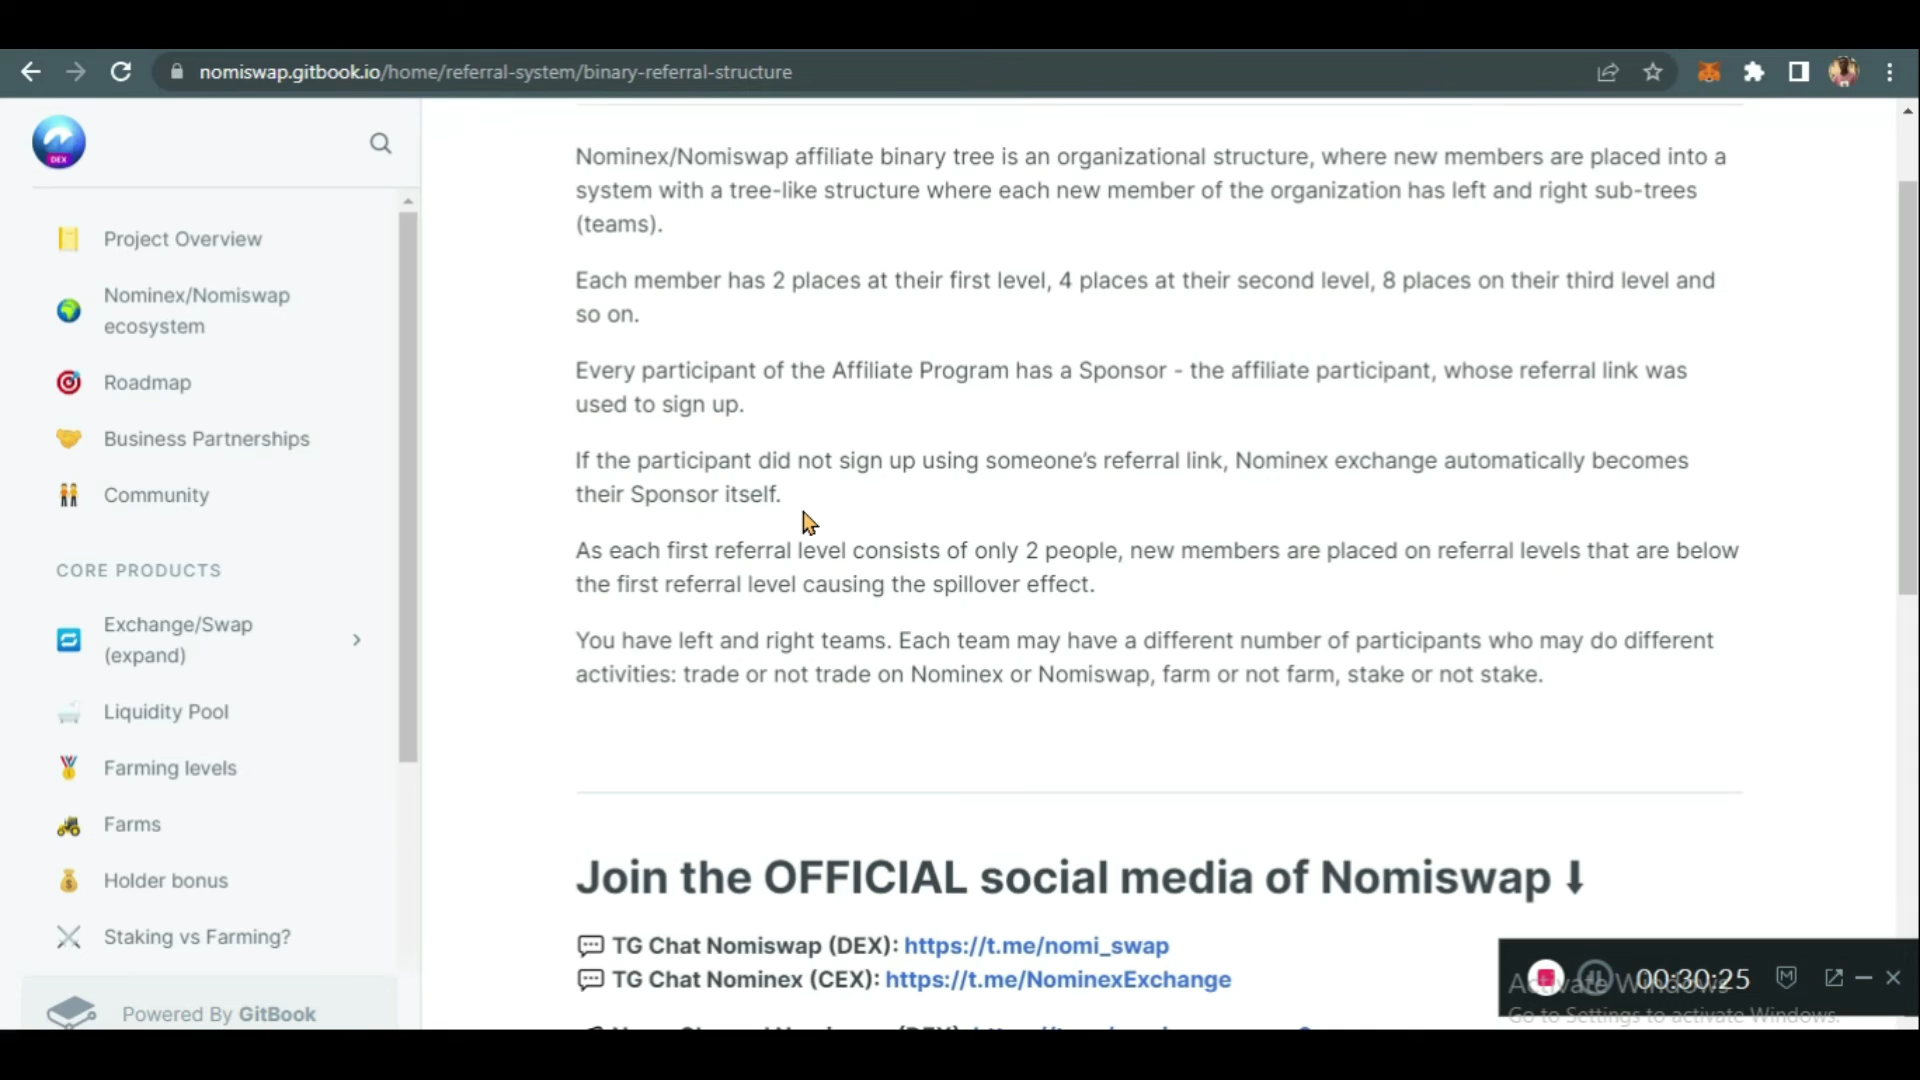 nomiswap.gitbook.io/home/referral-system/binary-referral-structure
DEX
Project Overview
Nominex/Nomiswap
ecosystem
Roadmap
Business Partnerships
Community
CORE PRODUCTS
Exchange/Swap
(expand)
Liquidity Pool
Farming levels
Farms
Holder bonus
Staking vs Farming?
Powered By GitBook
Nominex/Nomiswap affiliate binary tree is an organizational structure, where new members are placed into a
system with a tree-like structure where each new member of the organization has left and right sub-trees
(teams).
Each member has 2 places at their first level, 4 places at their second level, 8 places on their third level and
so on.
Every participant of the Affiliate Program has a Sponsor - the affiliate participant, whose referral link was
used to sign up.
If the participant did not sign up using someone’s referral link, Nominex exchange automatically becomes
their Sponsor itself.
As each first referral level consists of only 2 people, new members are placed on referral levels that are below
the first referral level causing the spillover effect.
You have left and right teams. Each team may have a different number of participants who may do different
activities: trade or not trade on Nominex or Nomiswap, farm or not farm, stake or not stake.
Join the OFFICIAL social media of Nomiswap ⬇
💬 TG Chat Nomiswap (DEX): https://t.me/nomi_swap
💬 TG Chat Nominex (CEX): https://t.me/NominexExchange
00:30:25
Activate Windows
Go to Settings to activate Windows.